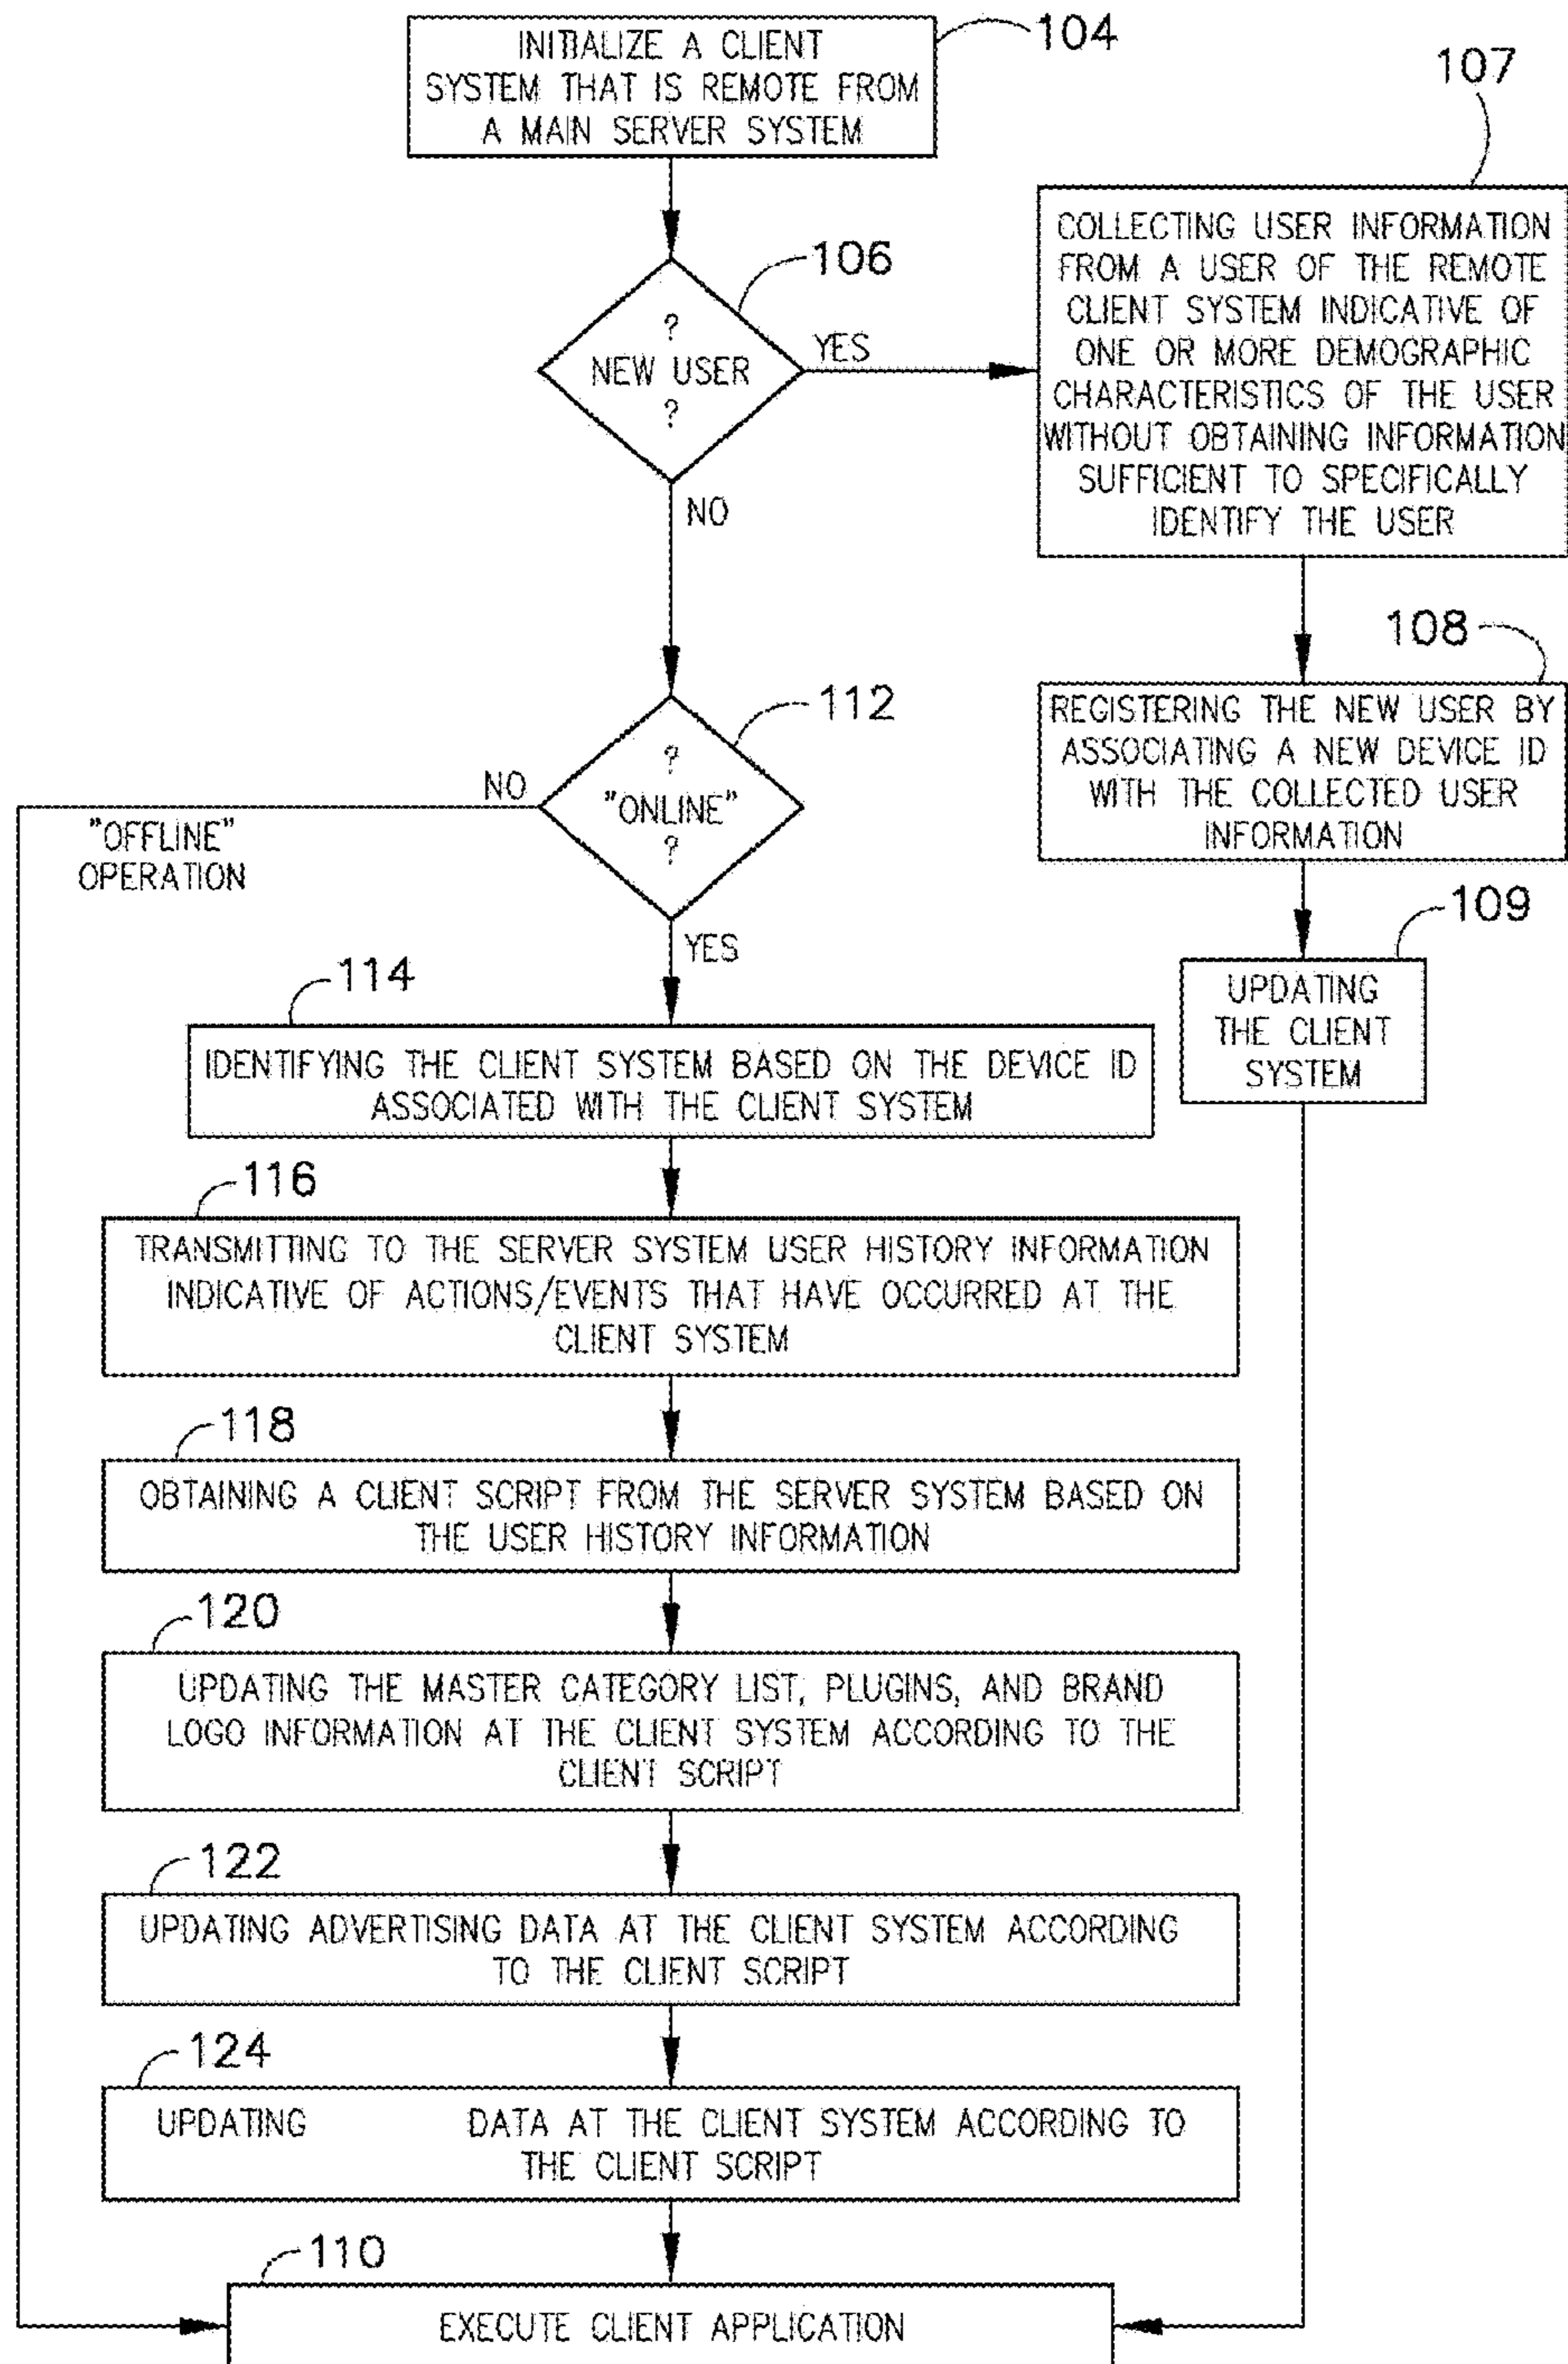 104
INITIALIZE A CLIENT
SYSTEM THAT IS REMOTE FROM
A MAIN SERVER SYSTEM
107
COLLECTING USER INFORMATION
FROM A USER OF THE REMOTE
CLIENT SYSTEM INDICATIVE OF
ONE OR MORE DEMOGRAPHIC
CHARACTERISTICS OF THE USER
WITHOUT OBTAINING INFORMATION
SUFFICIENT TO SPECIFICALLY
IDENTIFY THE USER
106
?
NEW USER
?
YES
NO
108
REGISTERING THE NEW USER BY
ASSOCIATING A NEW DEVICE ID
WITH THE COLLECTED USER
INFORMATION
112
?
"ONLINE"
?
NO
"OFFLINE"
OPERATION
YES
109
UPDATING
THE CLIENT
SYSTEM
114
IDENTIFYING THE CLIENT SYSTEM BASED ON THE DEVICE ID
ASSOCIATED WITH THE CLIENT SYSTEM
116
TRANSMITTING TO THE SERVER SYSTEM USER HISTORY INFORMATION
INDICATIVE OF ACTIONS/EVENTS THAT HAVE OCCURRED AT THE
CLIENT SYSTEM
118
OBTAINING A CLIENT SCRIPT FROM THE SERVER SYSTEM BASED ON
THE USER HISTORY INFORMATION
120
UPDATING THE MASTER CATEGORY LIST, PLUGINS, AND BRAND
LOGO INFORMATION AT THE CLIENT SYSTEM ACCORDING TO THE
CLIENT SCRIPT
122
UPDATING ADVERTISING DATA AT THE CLIENT SYSTEM ACCORDING
TO THE CLIENT SCRIPT
124
UPDATING DATA AT THE CLIENT SYSTEM ACCORDING TO
THE CLIENT SCRIPT
110
EXECUTE CLIENT APPLICATION